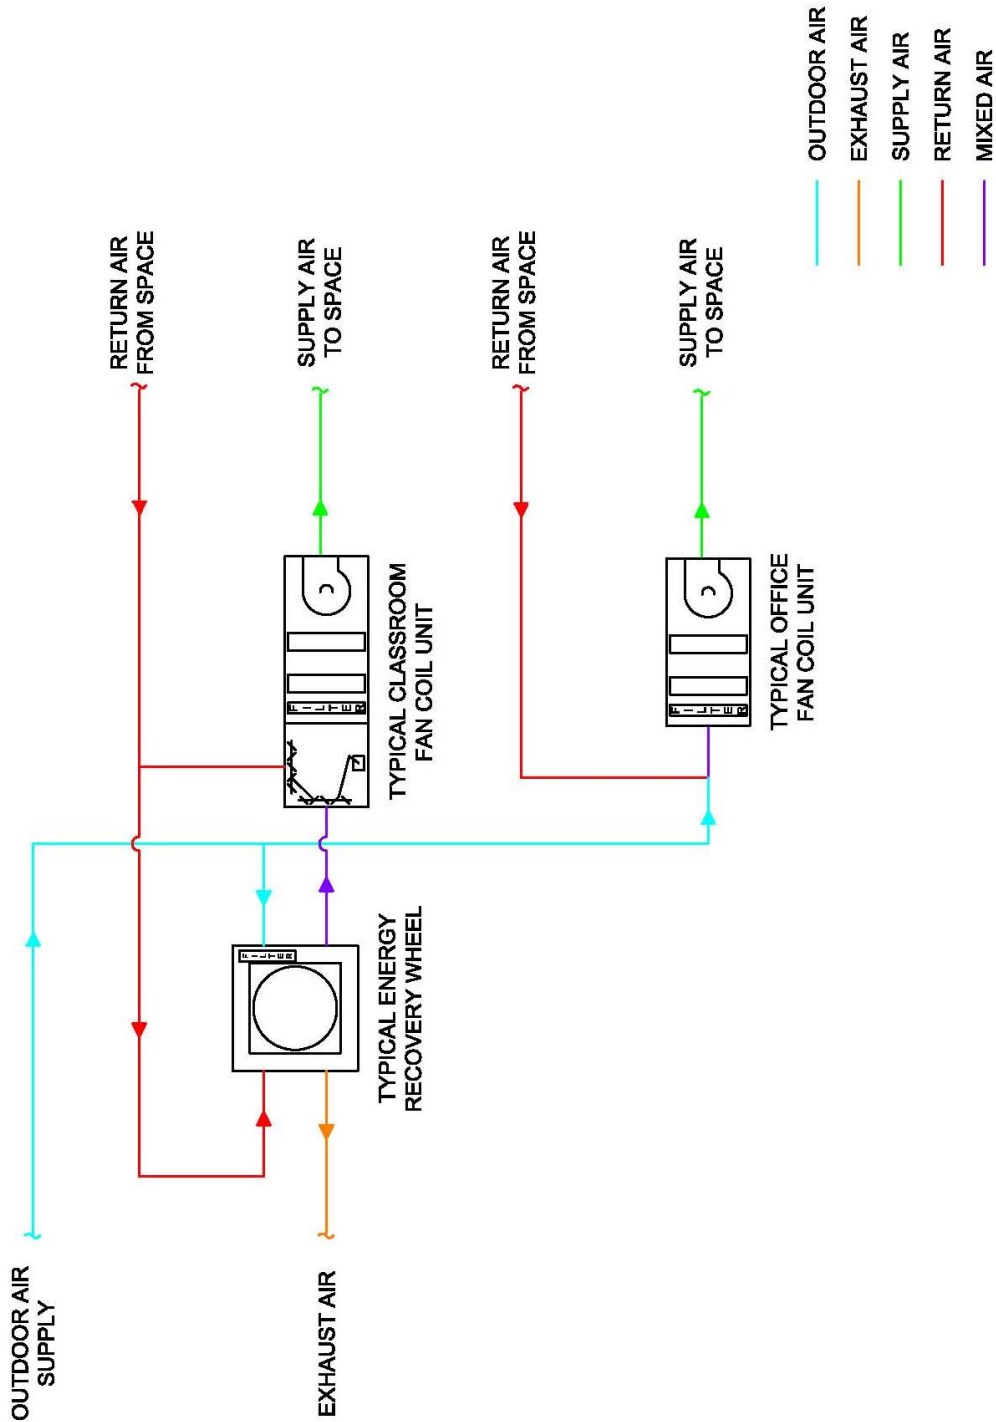 OUTDOOR AIR
SUPPLY
EXHAUST AIR
RETURN AIR
FROM SPACE
SUPPLY AIR
TO SPACE
FILTER
TYPICAL ENERGY
RECOVERY WHEEL
FILTER
TYPICAL CLASSROOM
FAN COIL UNIT
RETURN AIR
FROM SPACE
SUPPLY AIR
TO SPACE
FILTER
TYPICAL OFFICE
FAN COIL UNIT
OUTDOOR AIR
EXHAUST AIR
SUPPLY AIR
RETURN AIR
MIXED AIR